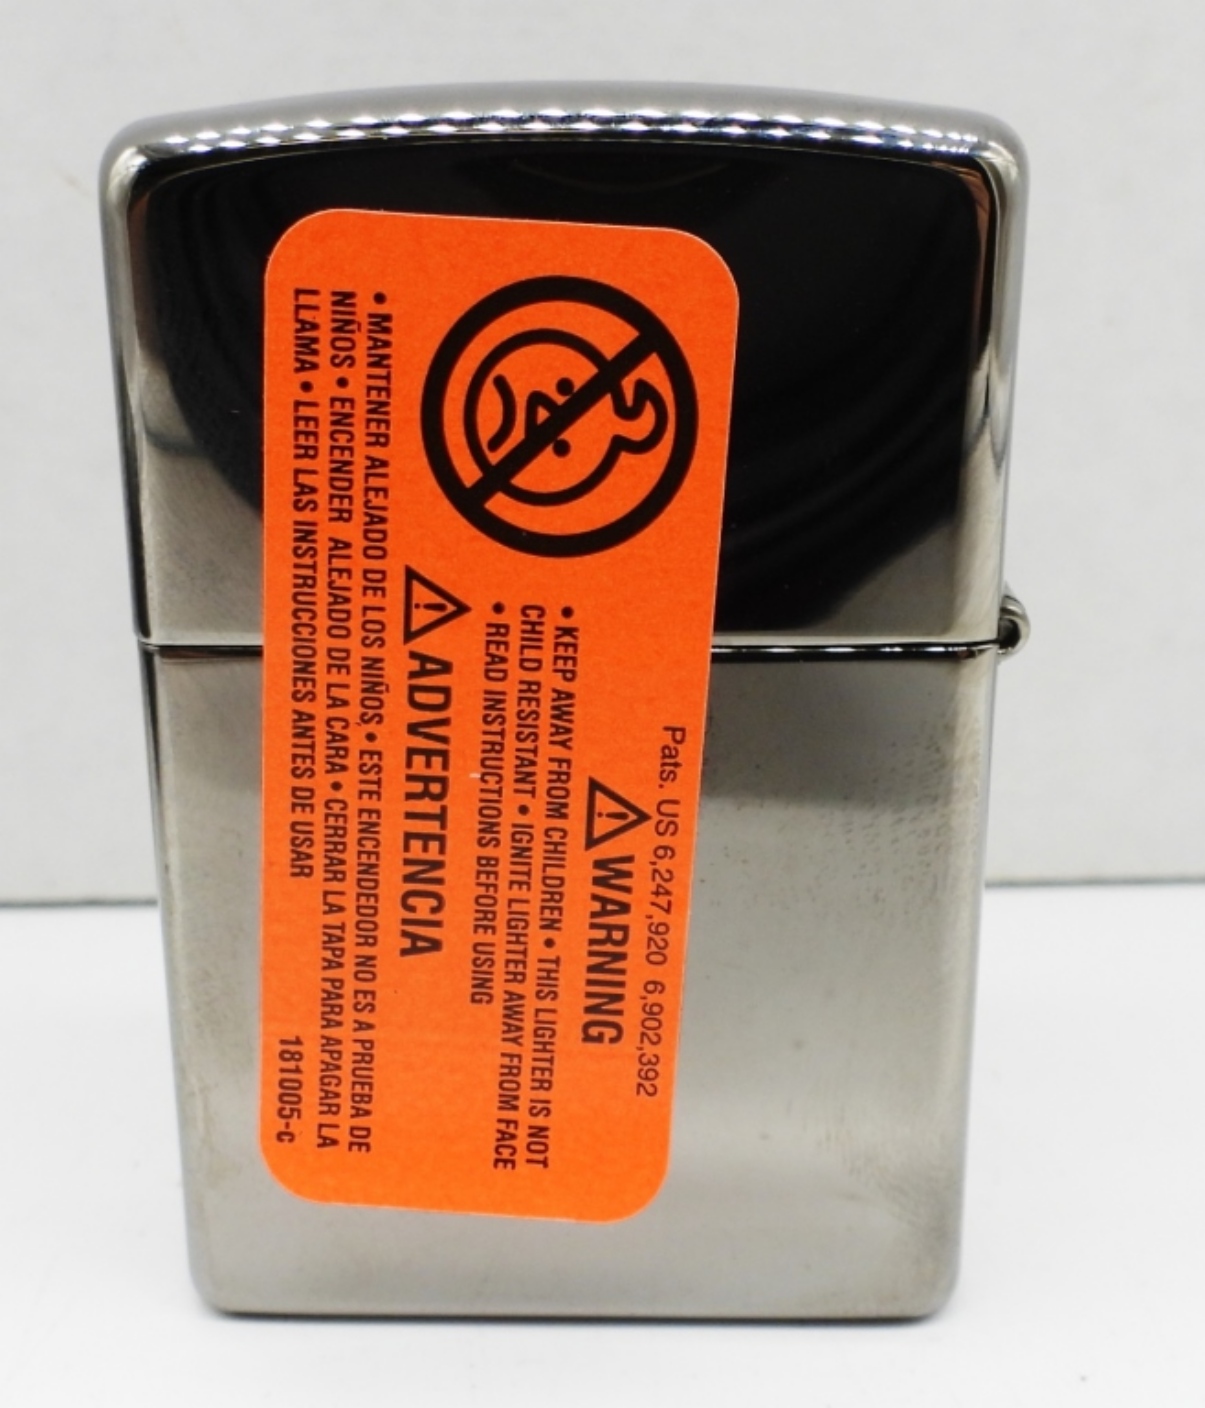 Pats. US 6,247,920 6,902,392
WARNING
• KEEP AWAY FROM CHILDREN • THIS LIGHTER IS NOT
CHILD RESISTANT • IGNITE LIGHTER AWAY FROM FACE
• READ INSTRUCTIONS BEFORE USING
ADVERTENCIA
• MANTENER ALEJADO DE LOS NIÑOS, • ESTE ENCENDEDOR NO ES A PRUEBA DE
NIÑOS • ENCENDER ALEJADO DE LA CARA • CERRAR LA TAPA PARA APAGAR LA
LLAMA • LEER LAS INSTRUCCIONES ANTES DE USAR
181005-c